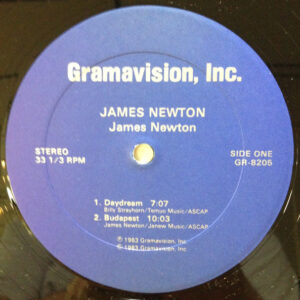 Gramavision, Inc.
JAMES NEWTON
James Newton
STEREO
33 1/3 RPM
SIDE ONE
GR-8205
1. Daydream 7:07
Billy Strayhorn/Tempo Music/ASCAP
2. Budapest 10:03
James Newton/Janew Music/ASCAP
© 1983 Gramavision, Inc.
℗ 1983 Gramavision, Inc.